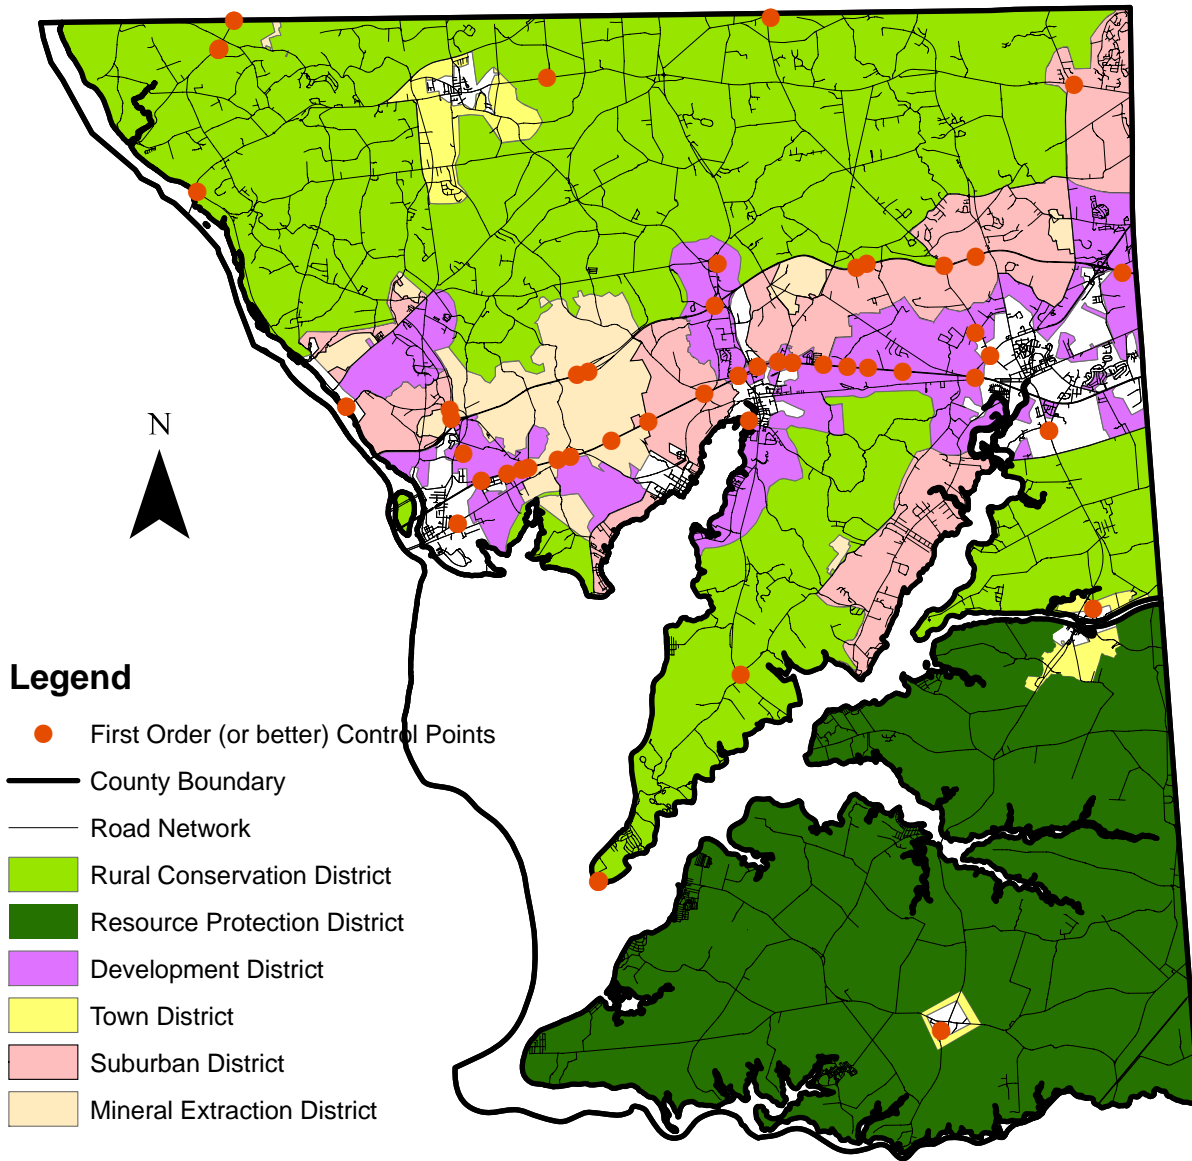 N
Legend
First Order (or better) Control Points
County Boundary
Road Network
Rural Conservation District
Resource Protection District
Development District
Town District
Suburban District
Mineral Extraction District